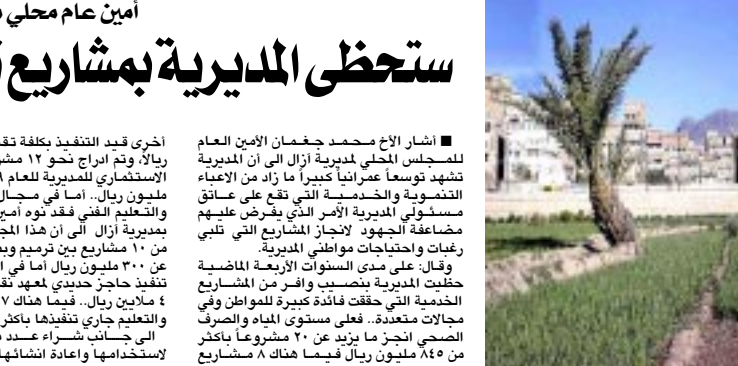 أمين عام محلي
ستحظى المديرية بمشاريع
■ أشار الأخ محمد جغمان الأمين العام
للمجلس المحلي لمديرية أزال الى أن المديرية
تشهد توسعاً عمرانياً كبيراً ما زاد من الاعباء
التنموية والخدمية التي تقع على عاتق
مسئولي المديرية الأمر الذي يفرض عليهم
مضاعفة الجهود لانجاز المشاريع التي تلبي
رغبات واحتياجات مواطني المديرية.
وقال: على مدى السنوات الأربعة الماضية
حظيت المديرية بنصيب وافر من المشاريع
الخدمية التي حققت فائدة كبيرة للمواطن وفي
مجالات متعددة.. فعلى مستوى المياه والصرف
الصحي انجز ما يزيد عن ٢٠ مشروعاً بأكثر
من ٨٤٥ مليون ريال فيما هناك ٨ مشاريع
أخرى قيد التنفيذ بكلفة
ريالاً، وتم ادراج نحو ١٢
الاستثماري للمديرية للعام
مليون ريال.. أما في مجال
والتعليم الفني فقد نوه أمين
بمديرية أزال الى أن هذا
من ١٠ مشاريع بين ترميم
عن ٣٠٠ مليون ريال أما في
تنفيذ حاجز حديدي لمعهد
٤ ملايين ريال.. فيما هناك ٧
والتعليم جاري تنفيذها بأكثر
الى جانب شراء عدد
لاستخدامها واعادة انشائها